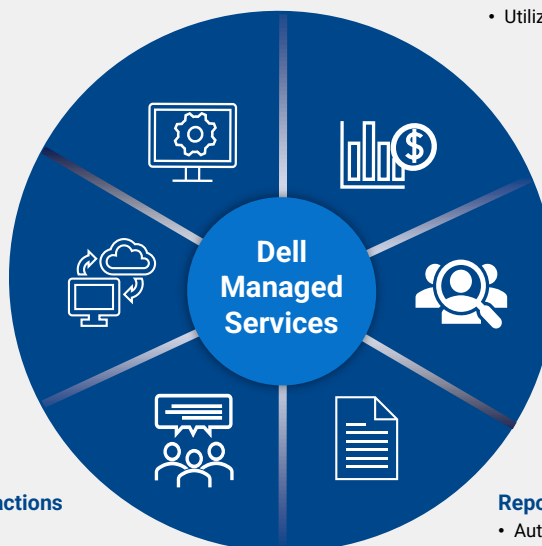 • Utiliz
$
Dell
Managed
Services
actions
Repo
• Aut